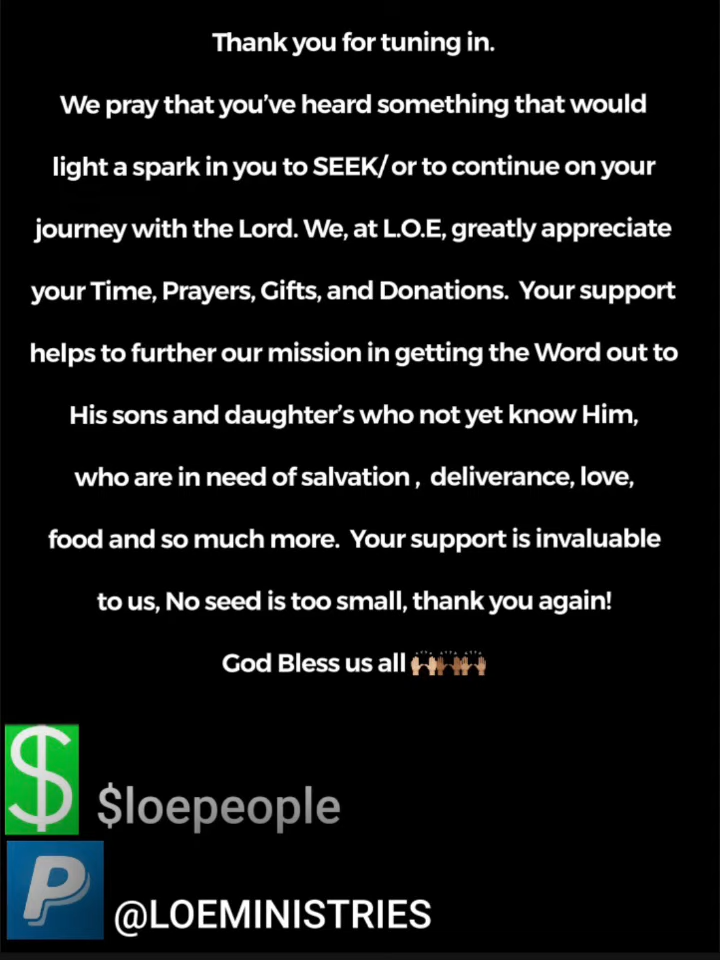 Thank you for tuning in.
We pray that you’ve heard something that would
light a spark in you to SEEK/ or to continue on your
journey with the Lord. We, at L.O.E, greatly appreciate
your Time, Prayers, Gifts, and Donations.  Your support
helps to further our mission in getting the Word out to
His sons and daughter’s who not yet know Him,
who are in need of salvation ,  deliverance, love,
food and so much more.  Your support is invaluable
to us, No seed is too small, thank you again!
God Bless us all 🙌🏼🙌🏾🙌🏽
$
$loepeople
P
@LOEMINISTRIES